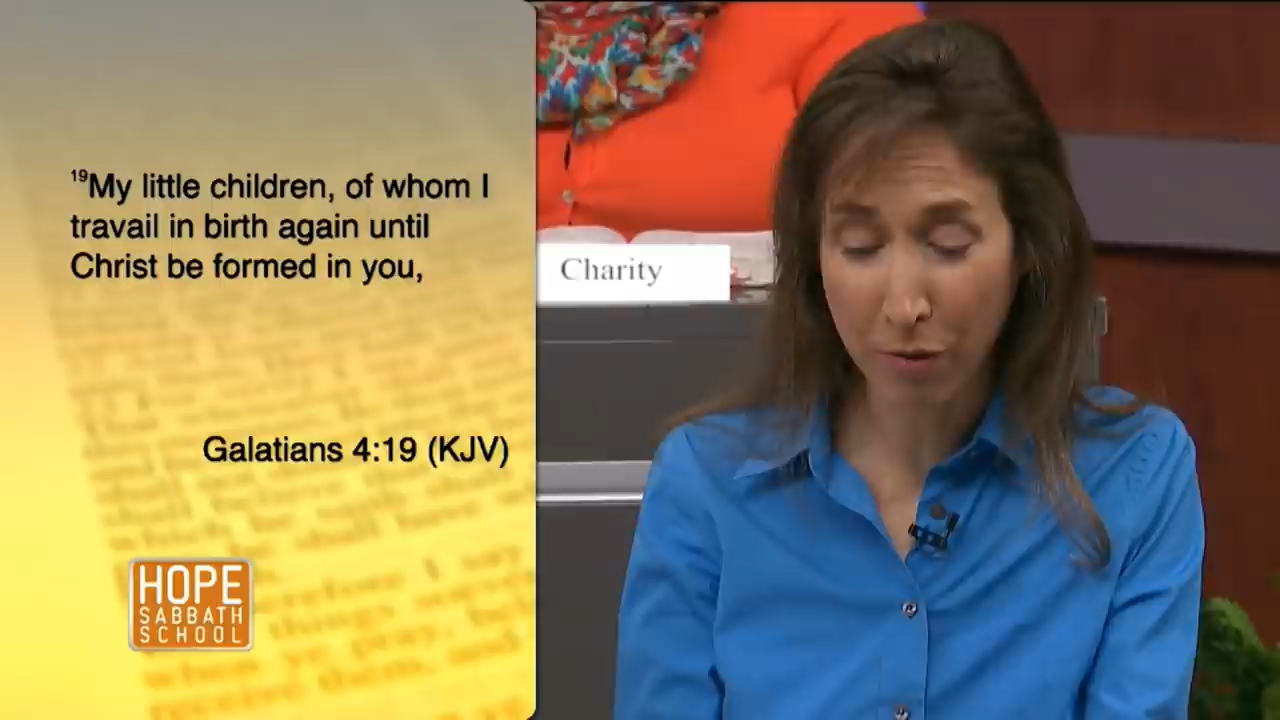 ¹⁹My little children, of whom I
travail in birth again until
Christ be formed in you,
Galatians 4:19 (KJV)
HOPE
SABBATH
SCHOOL
Charity